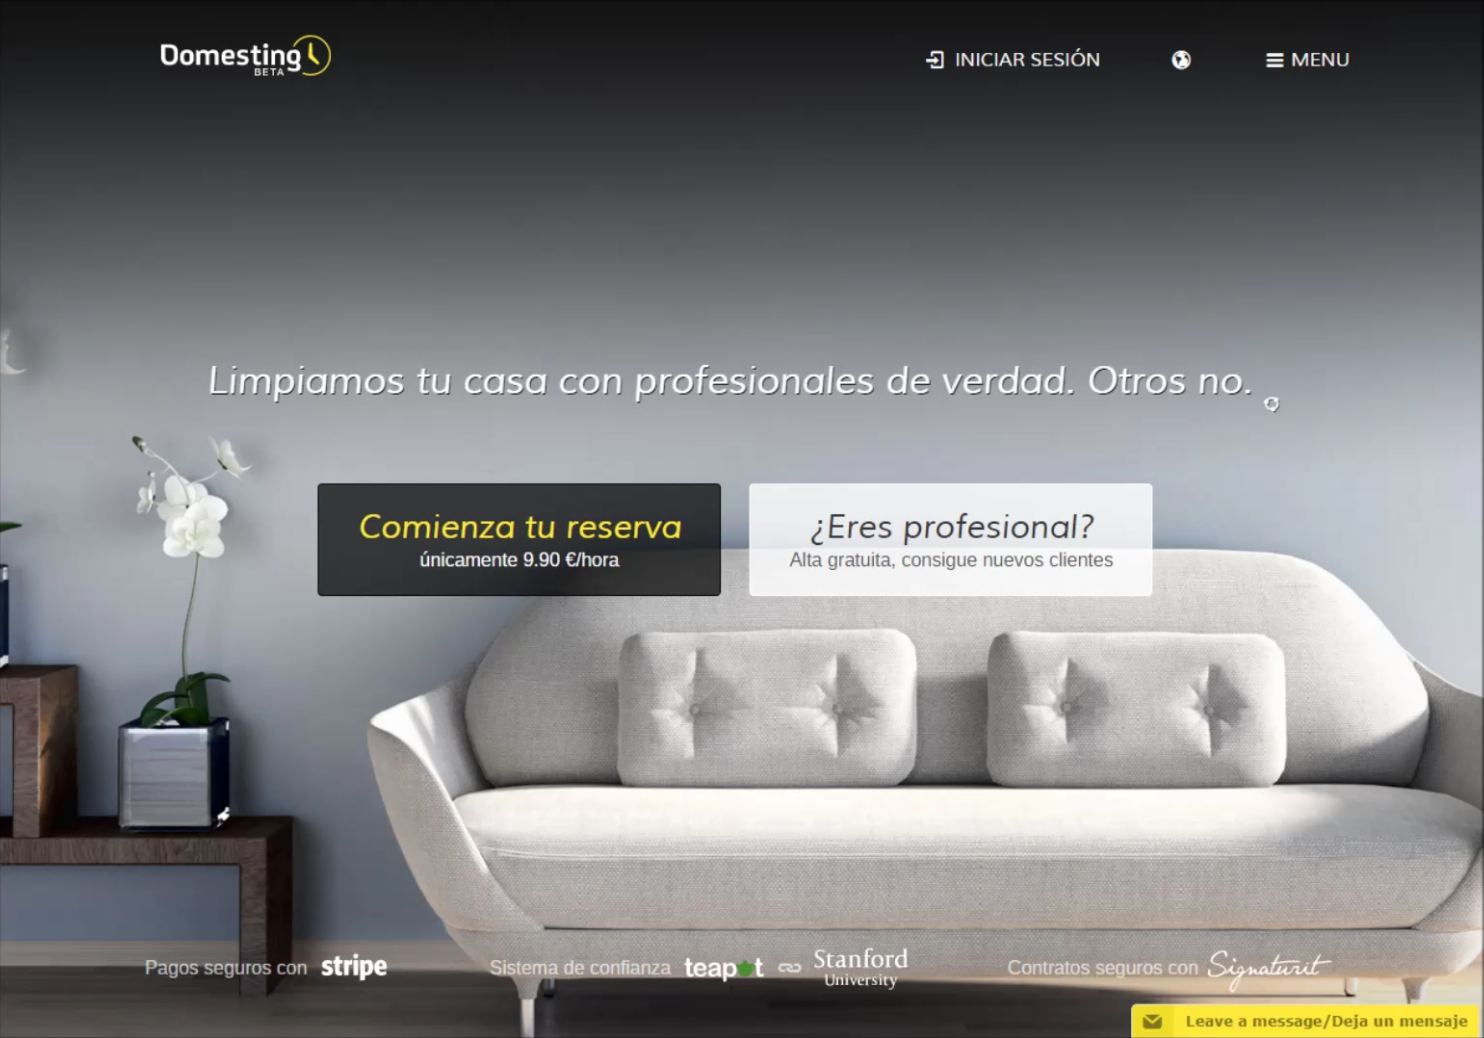 Domesting
BETA
INICIAR SESIÓN
MENU
Limpiamos tu casa con profesionales de verdad. Otros no.
Comienza tu reserva
únicamente 9.90 €/hora
¿Eres profesional?
Alta gratuita, consigue nuevos clientes
Pagos seguros con stripe
Sistema de confianza teapot Stanford University
Contratos seguros con Signaturit
Leave a message/Deja un mensaje